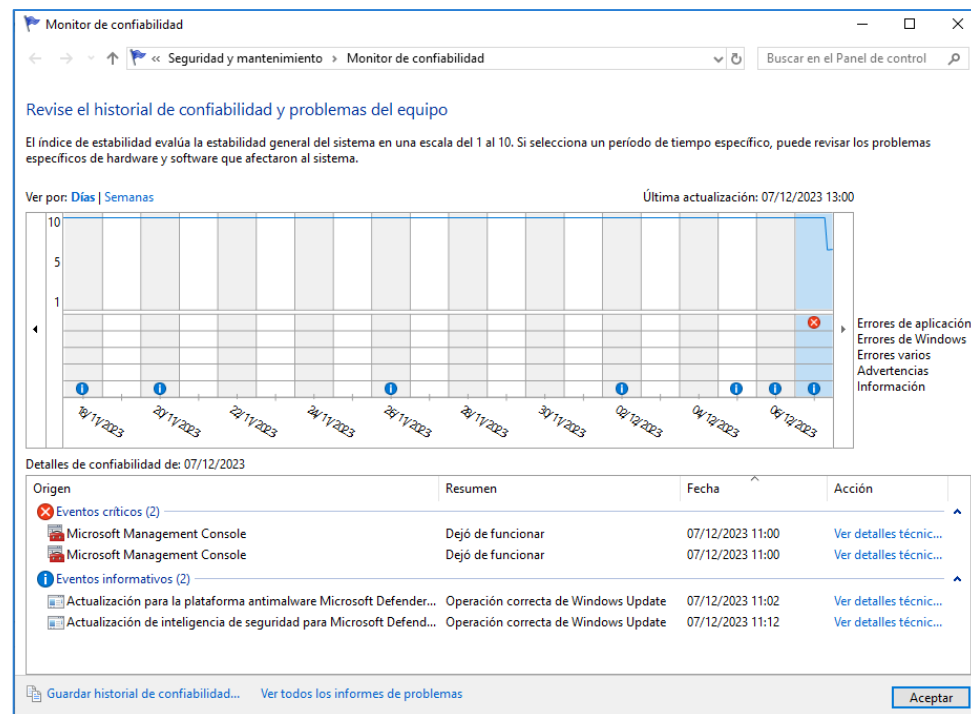 Monitor de confiabilidad
« Seguridad y mantenimiento › Monitor de confiabilidad
Buscar en el Panel de control
Revise el historial de confiabilidad y problemas del equipo
El índice de estabilidad evalúa la estabilidad general del sistema en una escala del 1 al 10. Si selecciona un período de tiempo específico, puede revisar los problemas
específicos de hardware y software que afectaron al sistema.
Ver por: Días | Semanas
Última actualización: 07/12/2023 13:00
10
5
1
Errores de aplicación
Errores de Windows
Errores varios
Advertencias
Información
18/11/2023 20/11/2023 22/11/2023 24/11/2023 26/11/2023 28/11/2023 30/11/2023 02/12/2023 04/12/2023 06/12/2023
Detalles de confiabilidad de: 07/12/2023
Origen Resumen Fecha Acción
Eventos críticos (2)
Microsoft Management Console Dejó de funcionar 07/12/2023 11:00 Ver detalles técnic...
Microsoft Management Console Dejó de funcionar 07/12/2023 11:00 Ver detalles técnic...
Eventos informativos (2)
Actualización para la plataforma antimalware Microsoft Defender... Operación correcta de Windows Update 07/12/2023 11:02 Ver detalles técnic...
Actualización de inteligencia de seguridad para Microsoft Defend... Operación correcta de Windows Update 07/12/2023 11:12 Ver detalles técnic...
Guardar historial de confiabilidad... Ver todos los informes de problemas
Aceptar